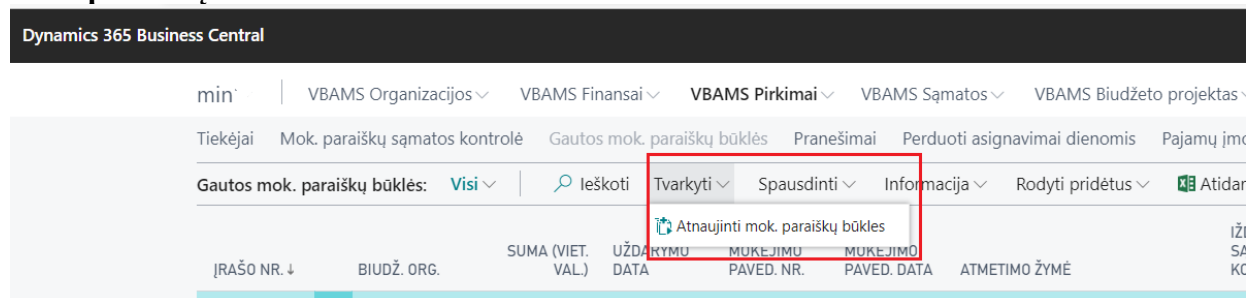 Dynamics 365 Business Central
min VBAMS Organizacijos VBAMS Finansai VBAMS Pirkimai VBAMS Sąmatos VBAMS Biudžeto projektas
Tiekėjai Mok. paraiškų sąmatos kontrolė Gautos mok. paraiškų būklės Pranešimai Perduoti asignavimai dienomis Pajamų įmo
Gautos mok. paraiškų būklės: Visi Ieškoti Tvarkyti Spausdinti Informacija Rodyti pridėtus Atidar
Atnaujinti mok. paraiškų būkles
ĮRAŠO NR. BIUDŽ. ORG. SUMA (VIET. VAL.) UŽDARYMO DATA MOKĖJIMO PAVED. NR. MOKĖJIMO PAVED. DATA ATMETIMO ŽYMĖ